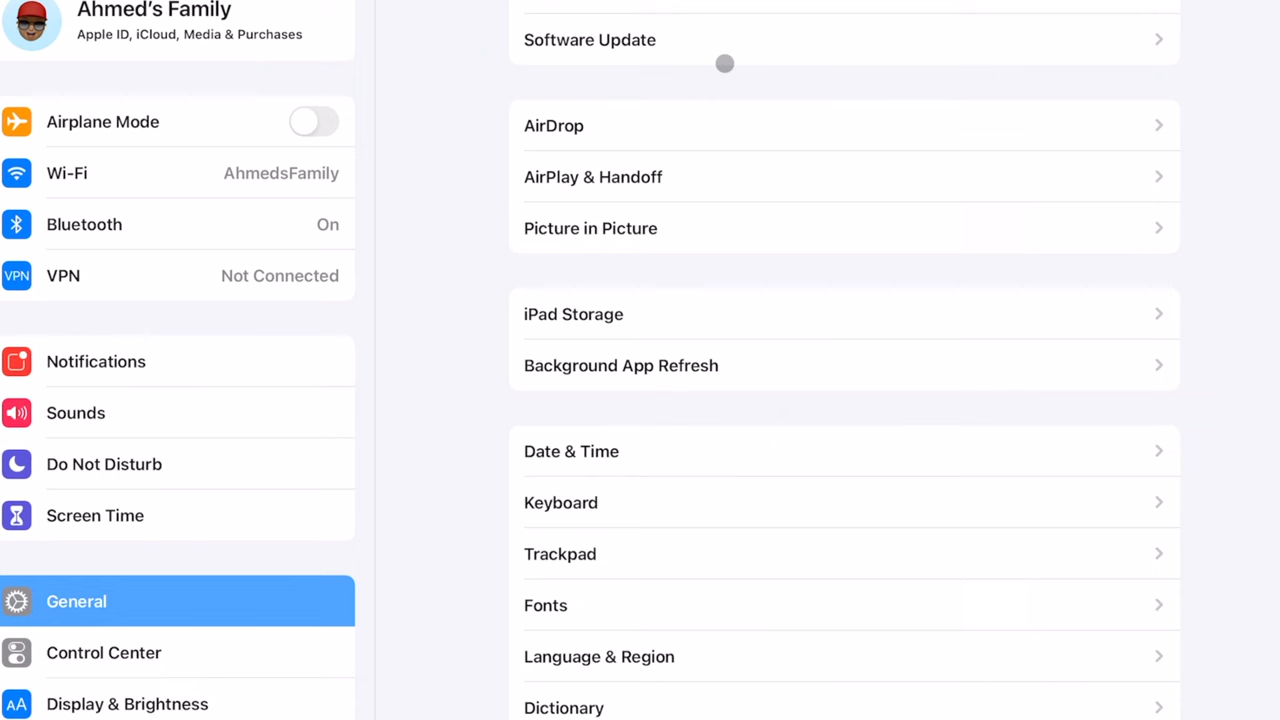 Ahmed's Family
Apple ID, iCloud, Media & Purchases
Airplane Mode
Wi-Fi AhmedsFamily
Bluetooth On
VPN VPN Not Connected
Notifications
Sounds
Do Not Disturb
Screen Time
General
Control Center
AA Display & Brightness
Software Update
AirDrop
AirPlay & Handoff
Picture in Picture
iPad Storage
Background App Refresh
Date & Time
Keyboard
Trackpad
Fonts
Language & Region
Dictionary